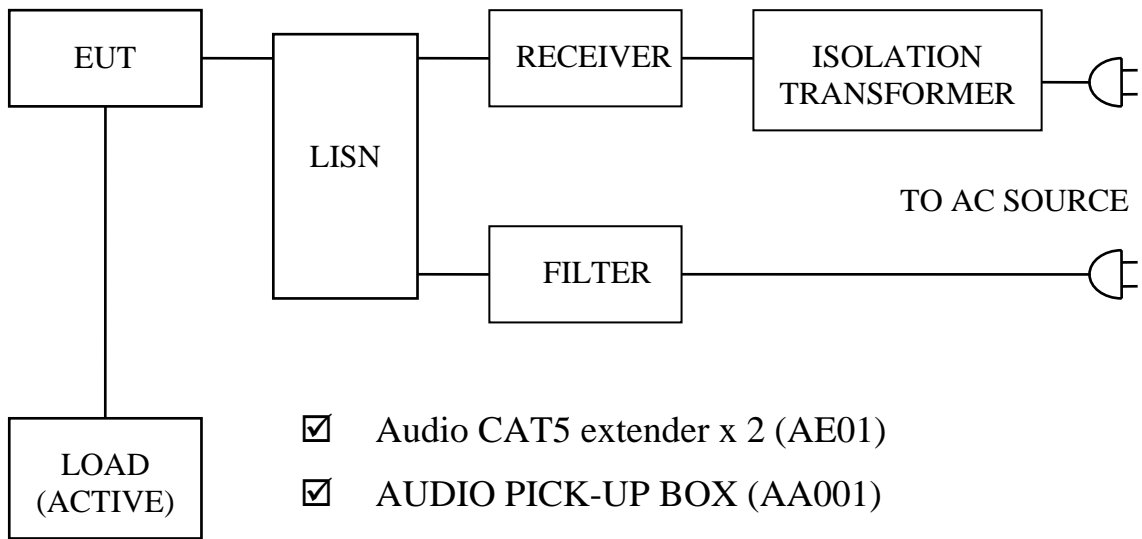 EUT
LISN
RECEIVER
ISOLATION
TRANSFORMER
TO AC SOURCE
FILTER
LOAD
(ACTIVE)
☑ Audio CAT5 extender x 2 (AE01)
☑ AUDIO PICK-UP BOX (AA001)